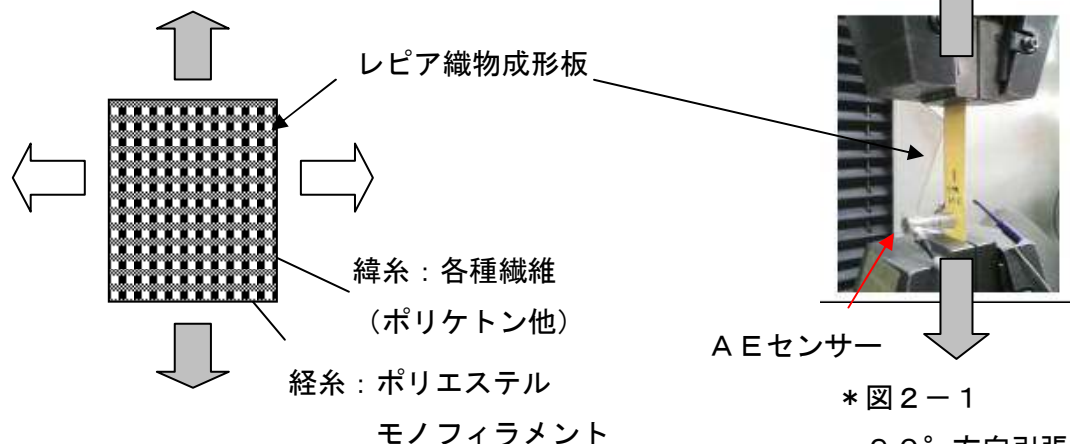 レピア織物成形板
緯糸：各種繊維
（ポリケトン他）
ＡＥセンサー
経糸：ポリエステル
モノフィラメント
＊図２－１